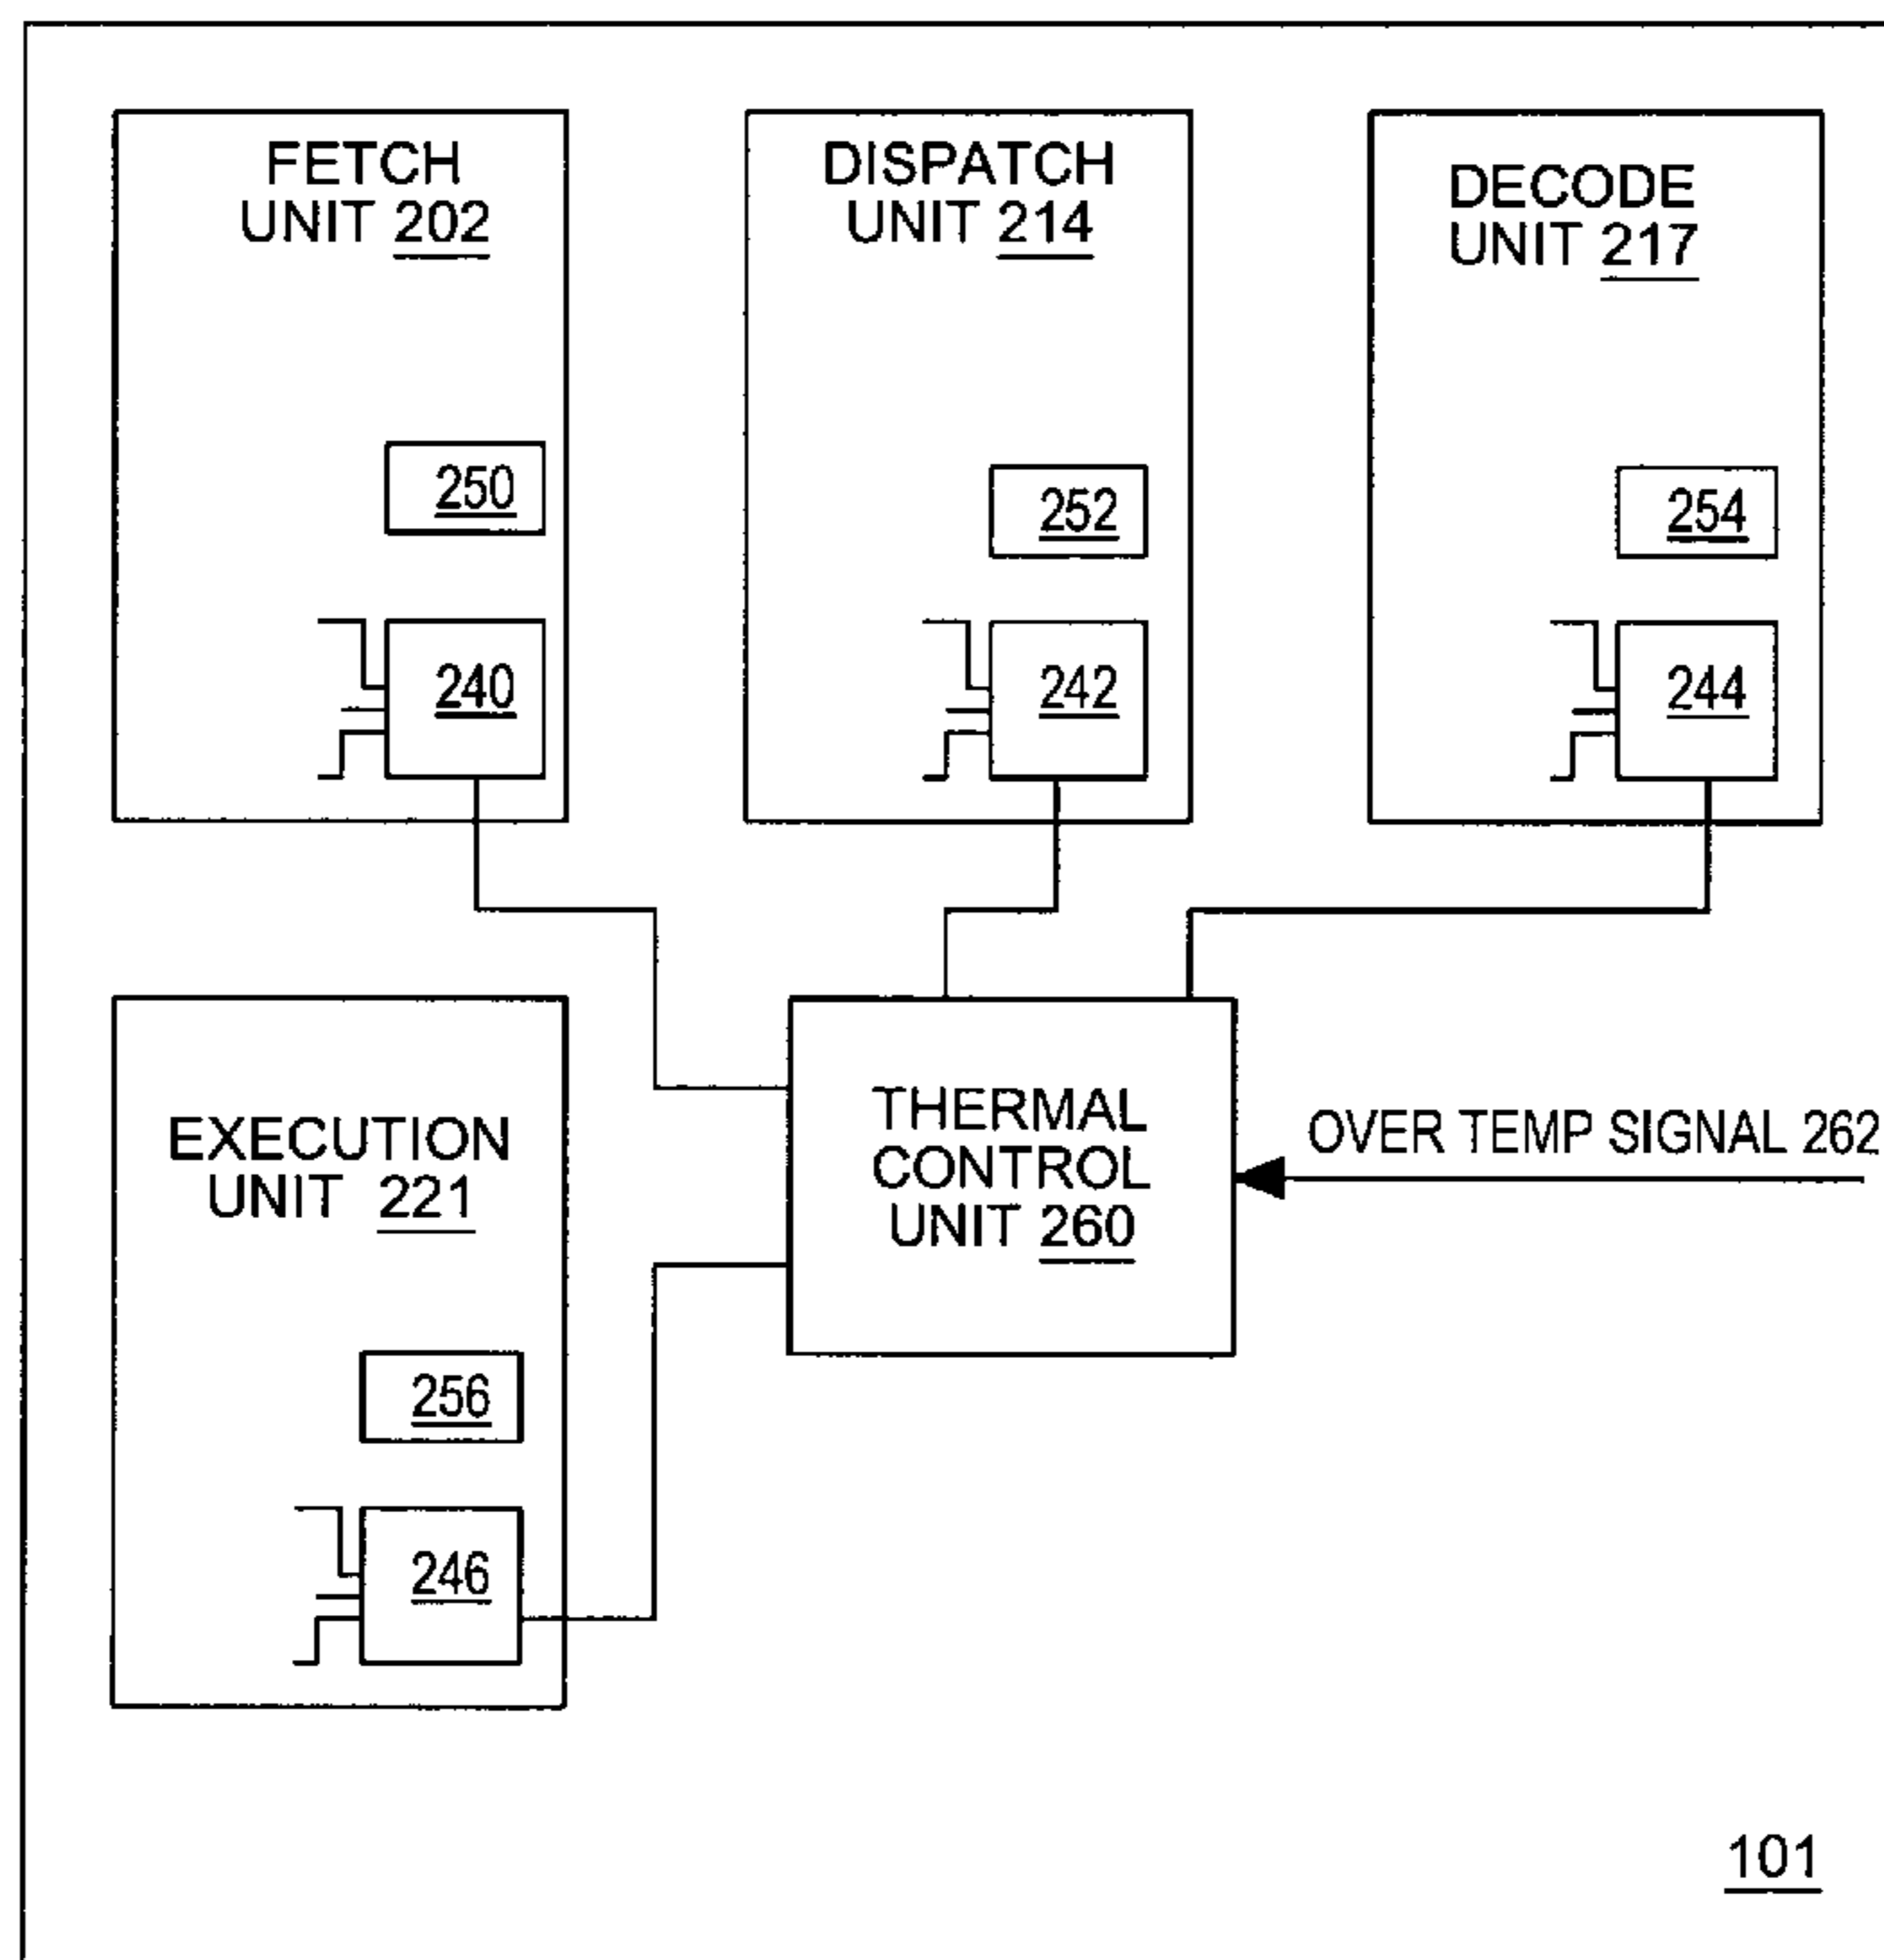 FETCH
UNIT 202
DISPATCH
UNIT 214
DECODE
UNIT 217
250
252
254
240
242
244
EXECUTION
UNIT 221
THERMAL
CONTROL
UNIT 260
OVER TEMP SIGNAL 262
256
246
101